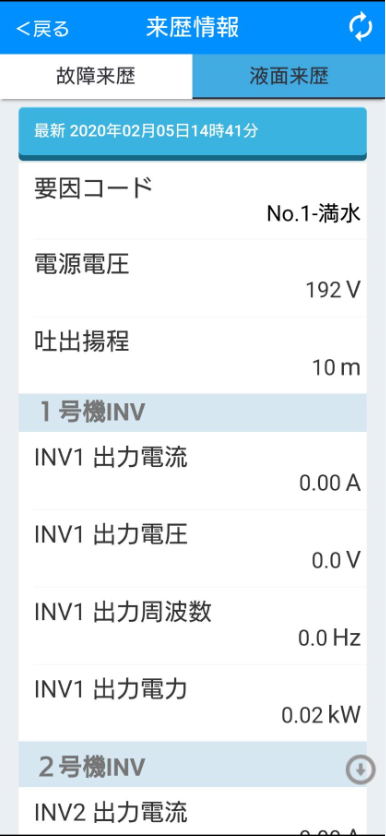 <戻る
来歴情報
故障来歴
液面来歴
最新 2020年02月05日14時41分
要因コード
No.1-満水
電源電圧
192 V
吐出揚程
10 m
1号機INV
INV1 出力電流
0.00 A
INV1 出力電圧
0.0 V
INV1 出力周波数
0.0 Hz
INV1 出力電力
0.02 kW
2号機INV
INV2 出力電流